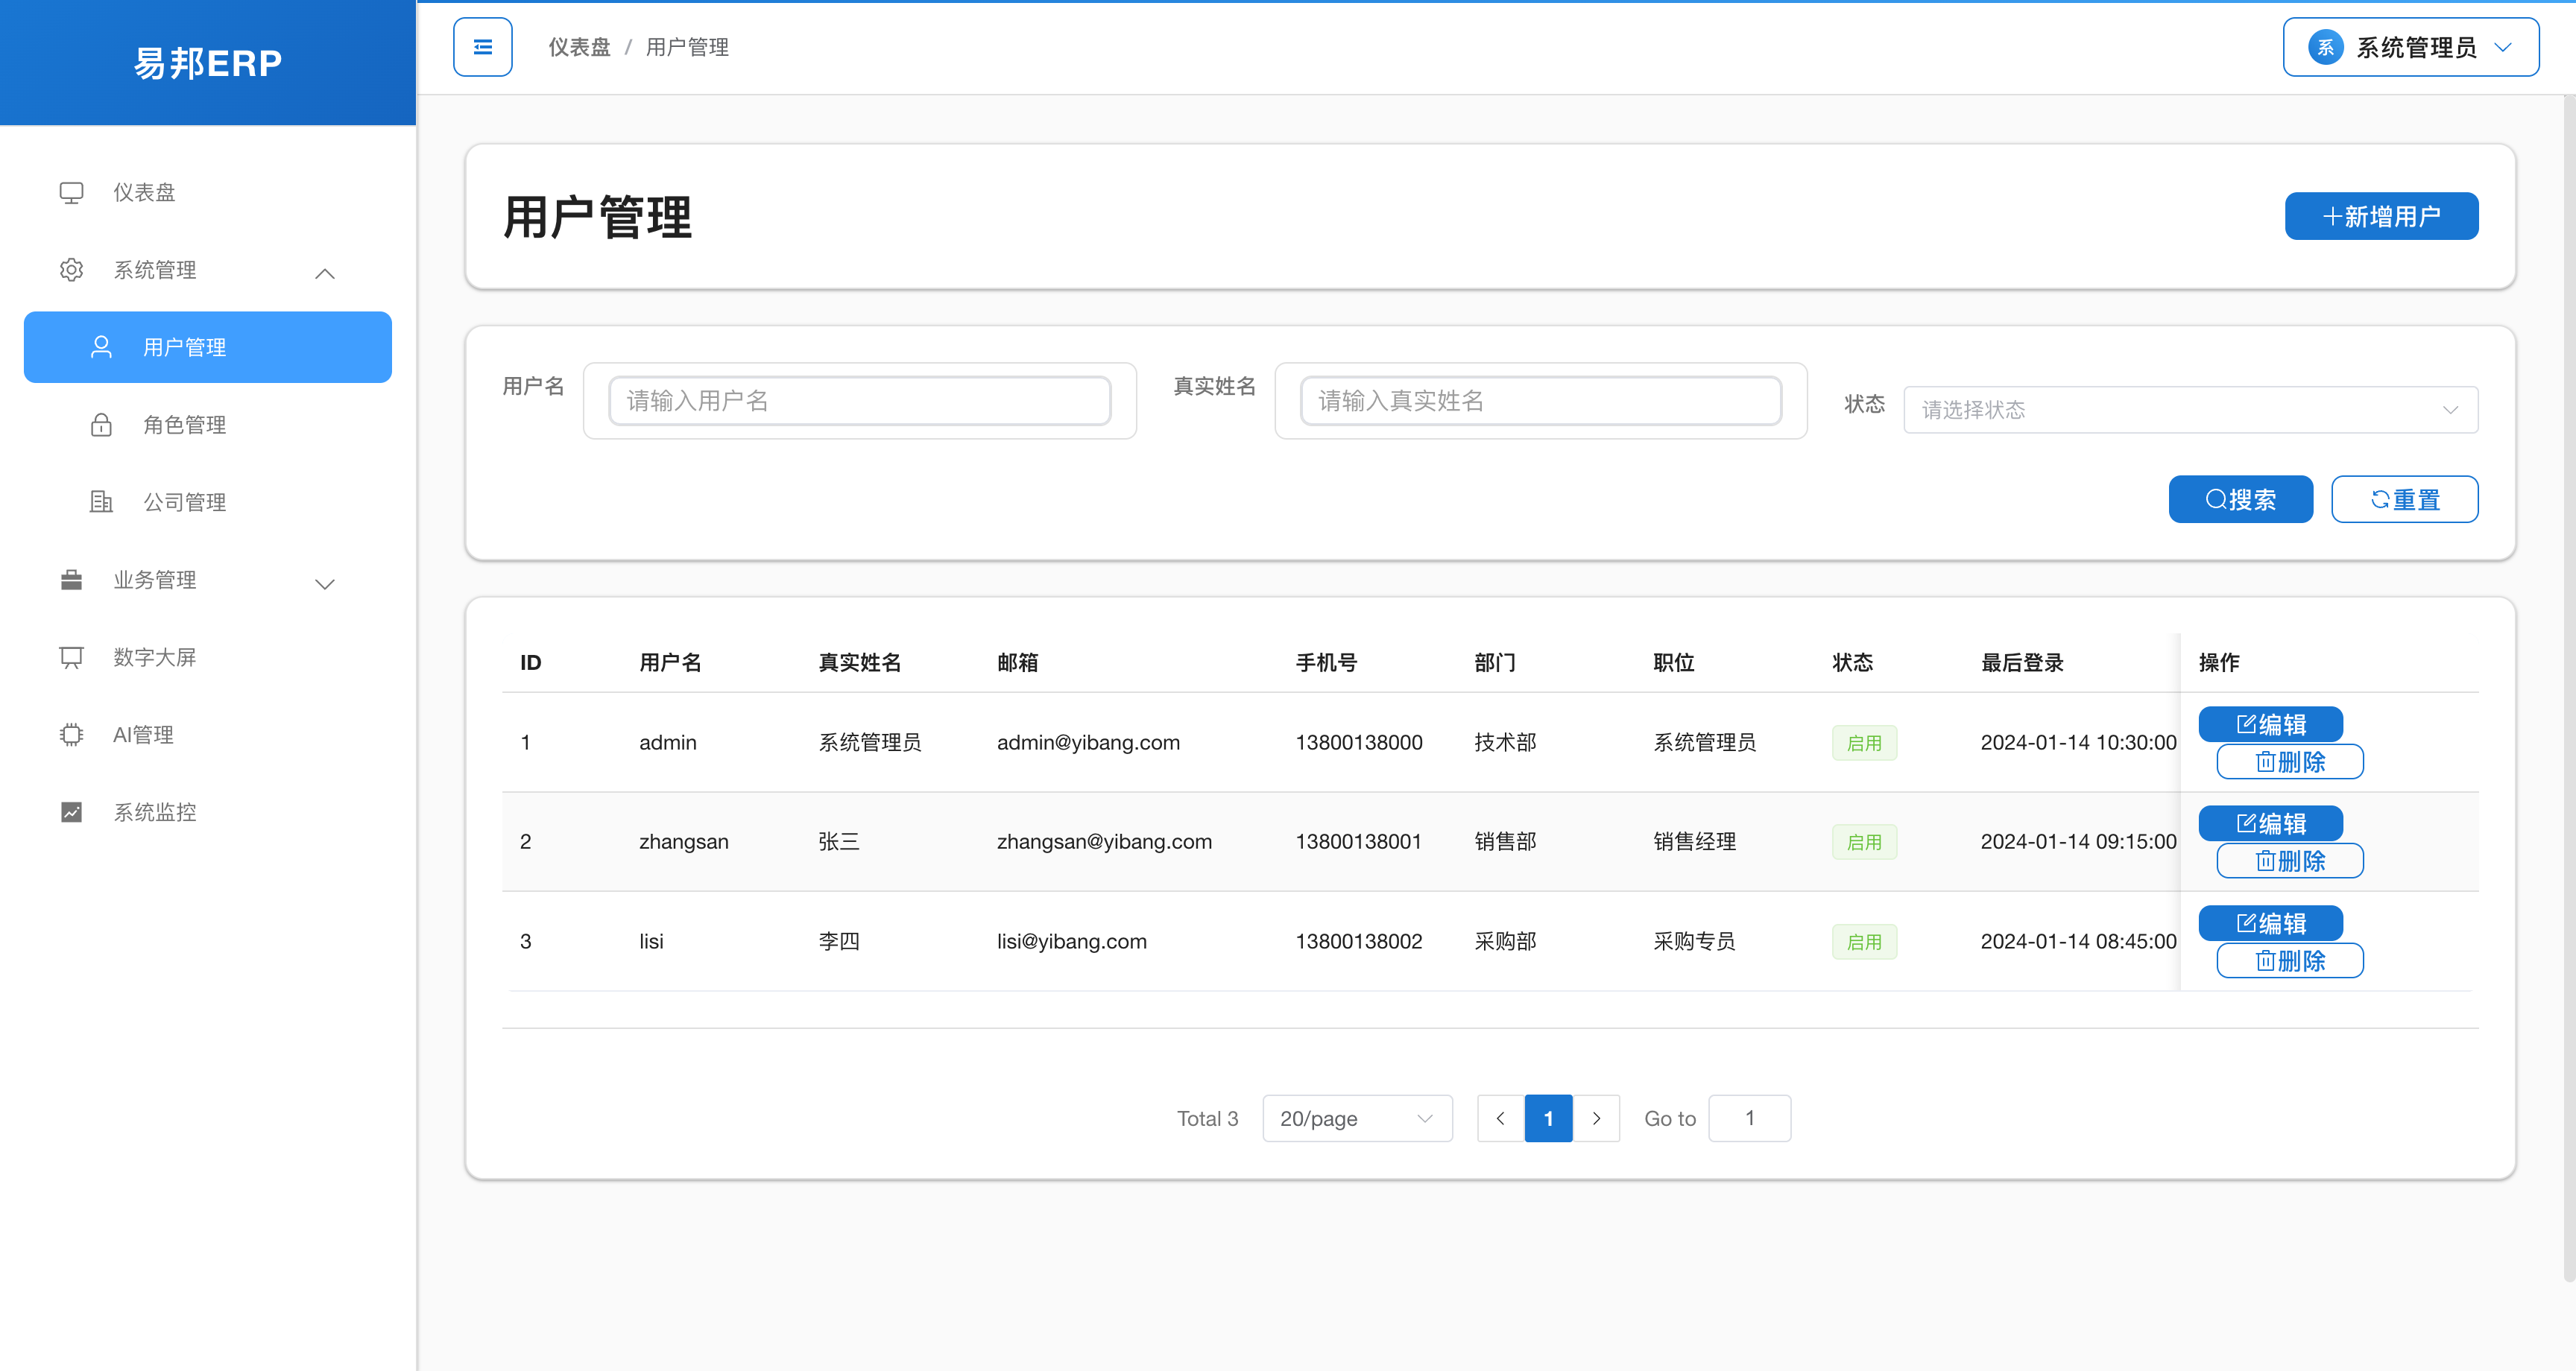 易邦ERP
仪表盘 / 用户管理
系 系统管理员
仪表盘
系统管理
用户管理
角色管理
公司管理
业务管理
数字大屏
AI管理
系统监控
用户管理
新增用户
用户名 请输入用户名 真实姓名 请输入真实姓名 状态 请选择状态
搜索 重置
ID 用户名 真实姓名 邮箱 手机号 部门 职位 状态 最后登录 操作
1 admin 系统管理员 admin@yibang.com 13800138000 技术部 系统管理员 启用 2024-01-14 10:30:00 编辑
删除
2 zhangsan 张三 zhangsan@yibang.com 13800138001 销售部 销售经理 启用 2024-01-14 09:15:00 编辑
删除
3 lisi 李四 lisi@yibang.com 13800138002 采购部 采购专员 启用 2024-01-14 08:45:00 编辑
删除
Total 3 20/page 1 Go to 1